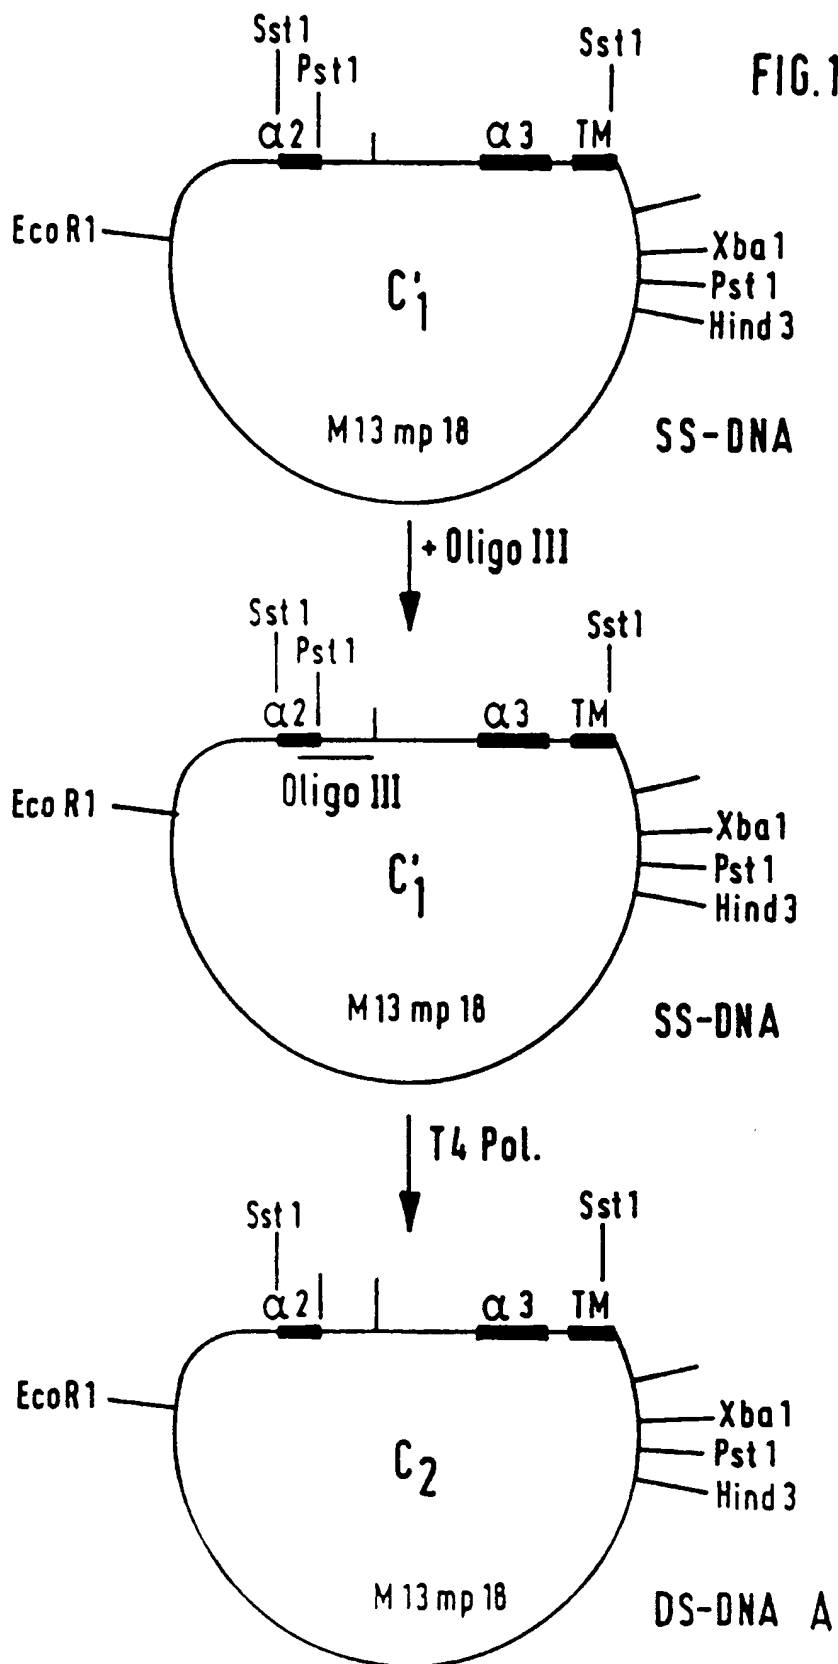 Sst1
Pst1
Sst1
FIG.1
α2
α3
TM
EcoR1
Xba1
Pst1
Hind3
C'1
M13 mp 18
SS-DNA
+ Oligo III
Sst1
Pst1
Sst1
α2
α3
TM
Oligo III
Eco R1
Xba1
Pst1
Hind3
C'1
M13 mp 18
SS-DNA
T4 Pol.
Sst1
Sst1
α2
α3
TM
EcoR1
Xba1
Pst1
Hind3
C2
M13 mp 18
DS-DNA A